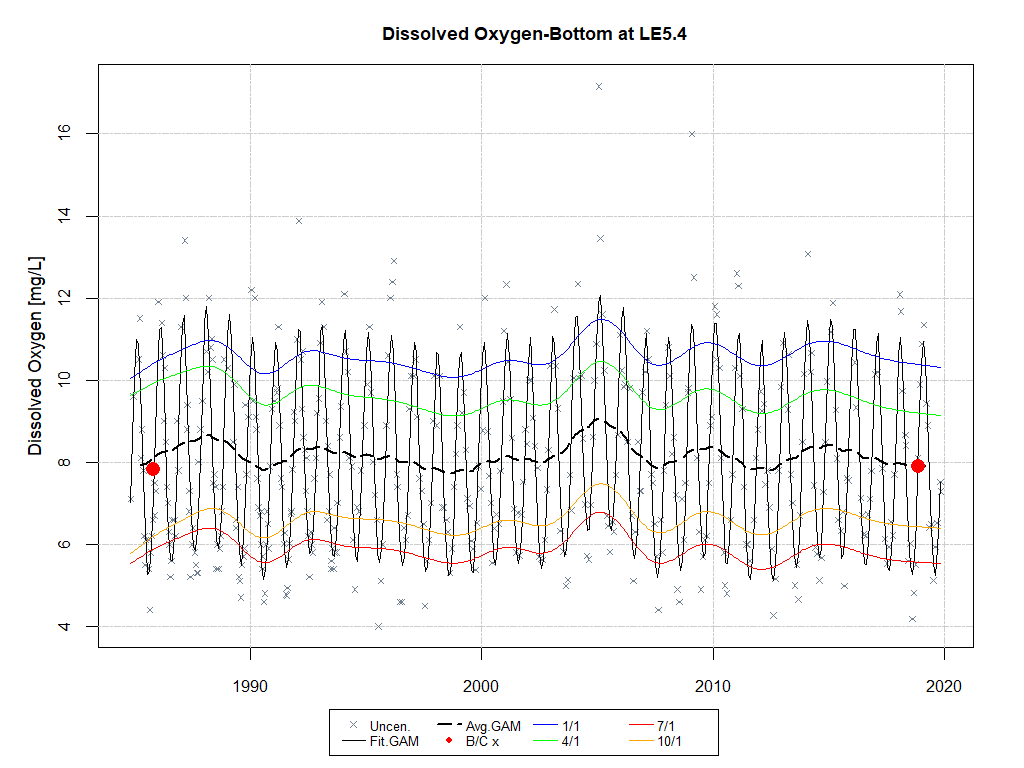 Dissolved Oxygen-Bottom at LE5.4
Dissolved Oxygen [mg/L]
16
14
12
10
8
6
4
1990 2000 2010 2020
Uncen. Avg.GAM 1/1 7/1
Fit.GAM B/C x 4/1 10/1